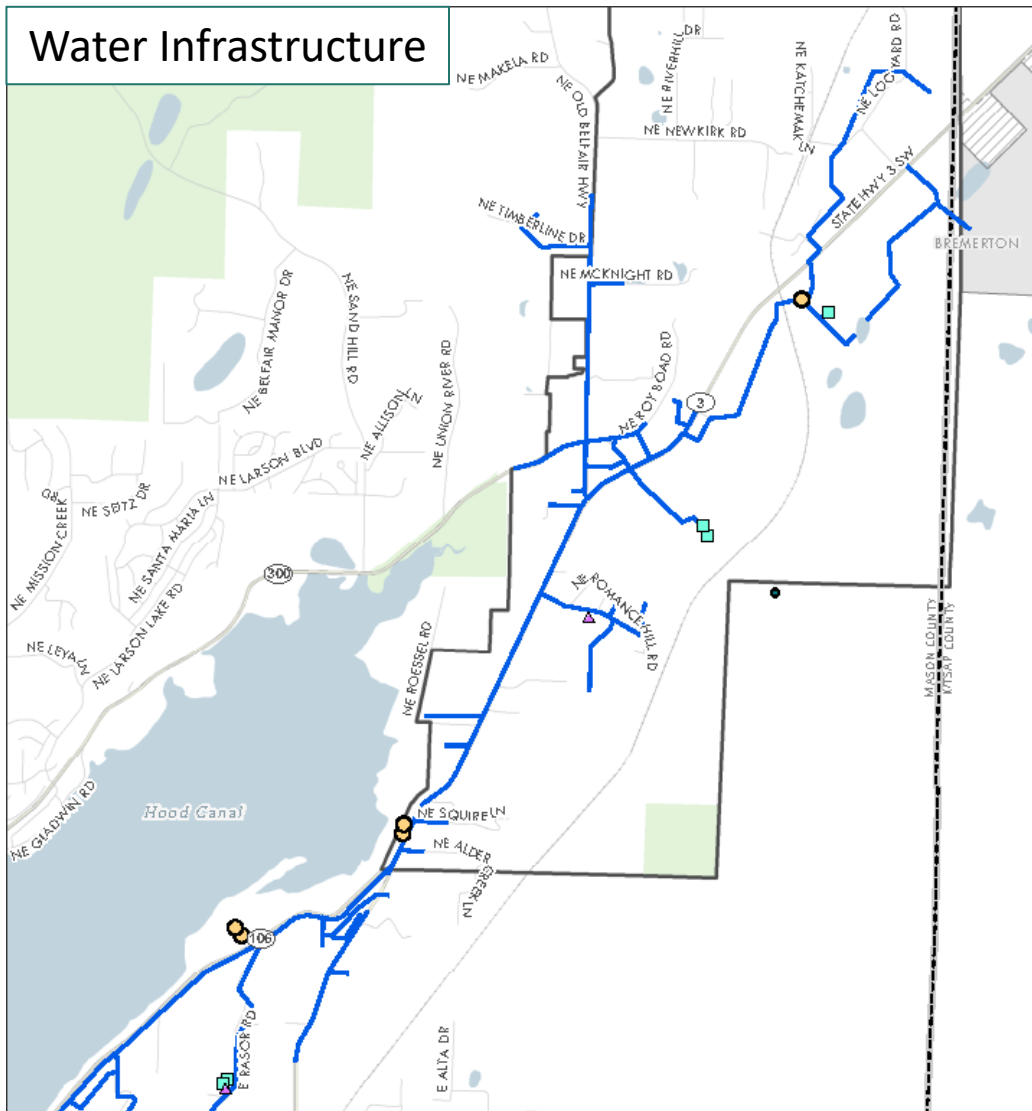 Water Infrastructure
NE MAKELA RD
NE OLD BELFAIR HWY
NE RIVERHILL DR
NE KATCHEMAK LN
NE LOGYARD RD
NE NEWKIRK RD
STATE HWY 3 SW
NE TIMBERLINE DR
BREMERTON
NE MCKNIGHT RD
NE BELFAIR MANOR DR
NE SAND HILL RD
NE UNION RIVER RD
NE ROY BOAD RD
NE ALLISON LN
3
NE LARSON BLVD
NE SEITZ DR
NE MISSION CREEK RD
NE SANTA MARIA LN
300
NE LARSON LAKE RD
NE ROMANCE HILL RD
NE LEYA LN
NE ROESSEL RD
MASON COUNTY
KITSAP COUNTY
Hood Canal
NE GLADWIN RD
NE SQUIRE LN
NE ALDER CREEK LN
106
E RASOR RD
E ALTA DR